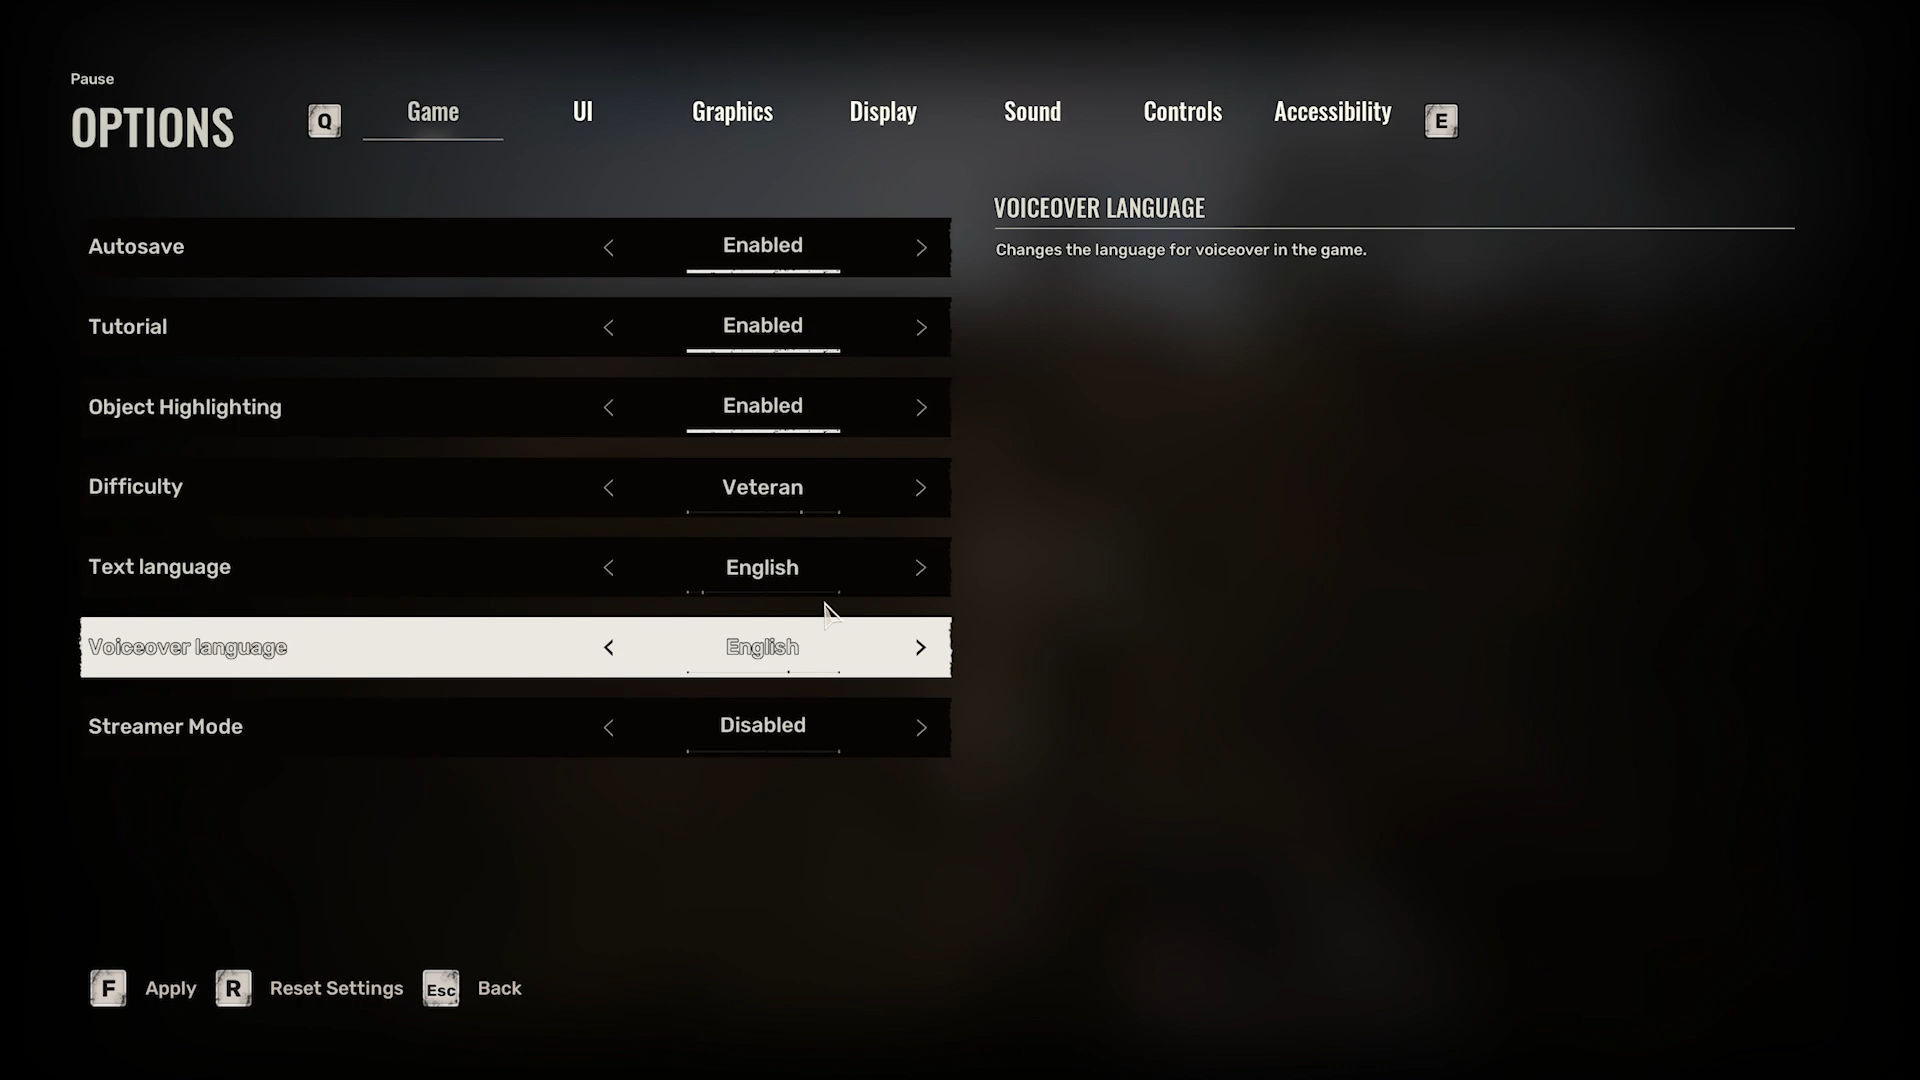 Pause
OPTIONS
Q Game UI Graphics Display Sound Controls Accessibility E
VOICEOVER LANGUAGE
Changes the language for voiceover in the game.
Autosave Enabled
Tutorial Enabled
Object Highlighting Enabled
Difficulty Veteran
Text language English
Voiceover language English
Streamer Mode Disabled
F Apply R Reset Settings Esc Back